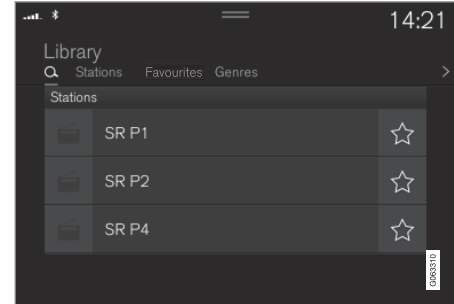 14:21
Library
Stations Favourites Genres
Stations
SR P1
SR P2
SR P4
G063310